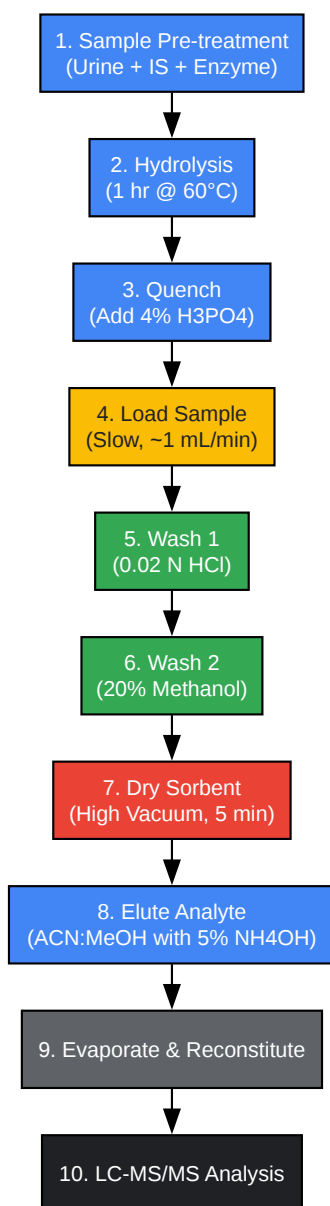 1. Sample Pre-treatment
(Urine + IS + Enzyme)
2. Hydrolysis
(1 hr @ 60°C)
3. Quench
(Add 4% H3PO4)
4. Load Sample
(Slow, ~1 mL/min)
5. Wash 1
(0.02 N HCl)
6. Wash 2
(20% Methanol)
7. Dry Sorbent
(High Vacuum, 5 min)
8. Elute Analyte
(ACN:MeOH with 5% NH4OH)
9. Evaporate & Reconstitute
10. LC-MS/MS Analysis